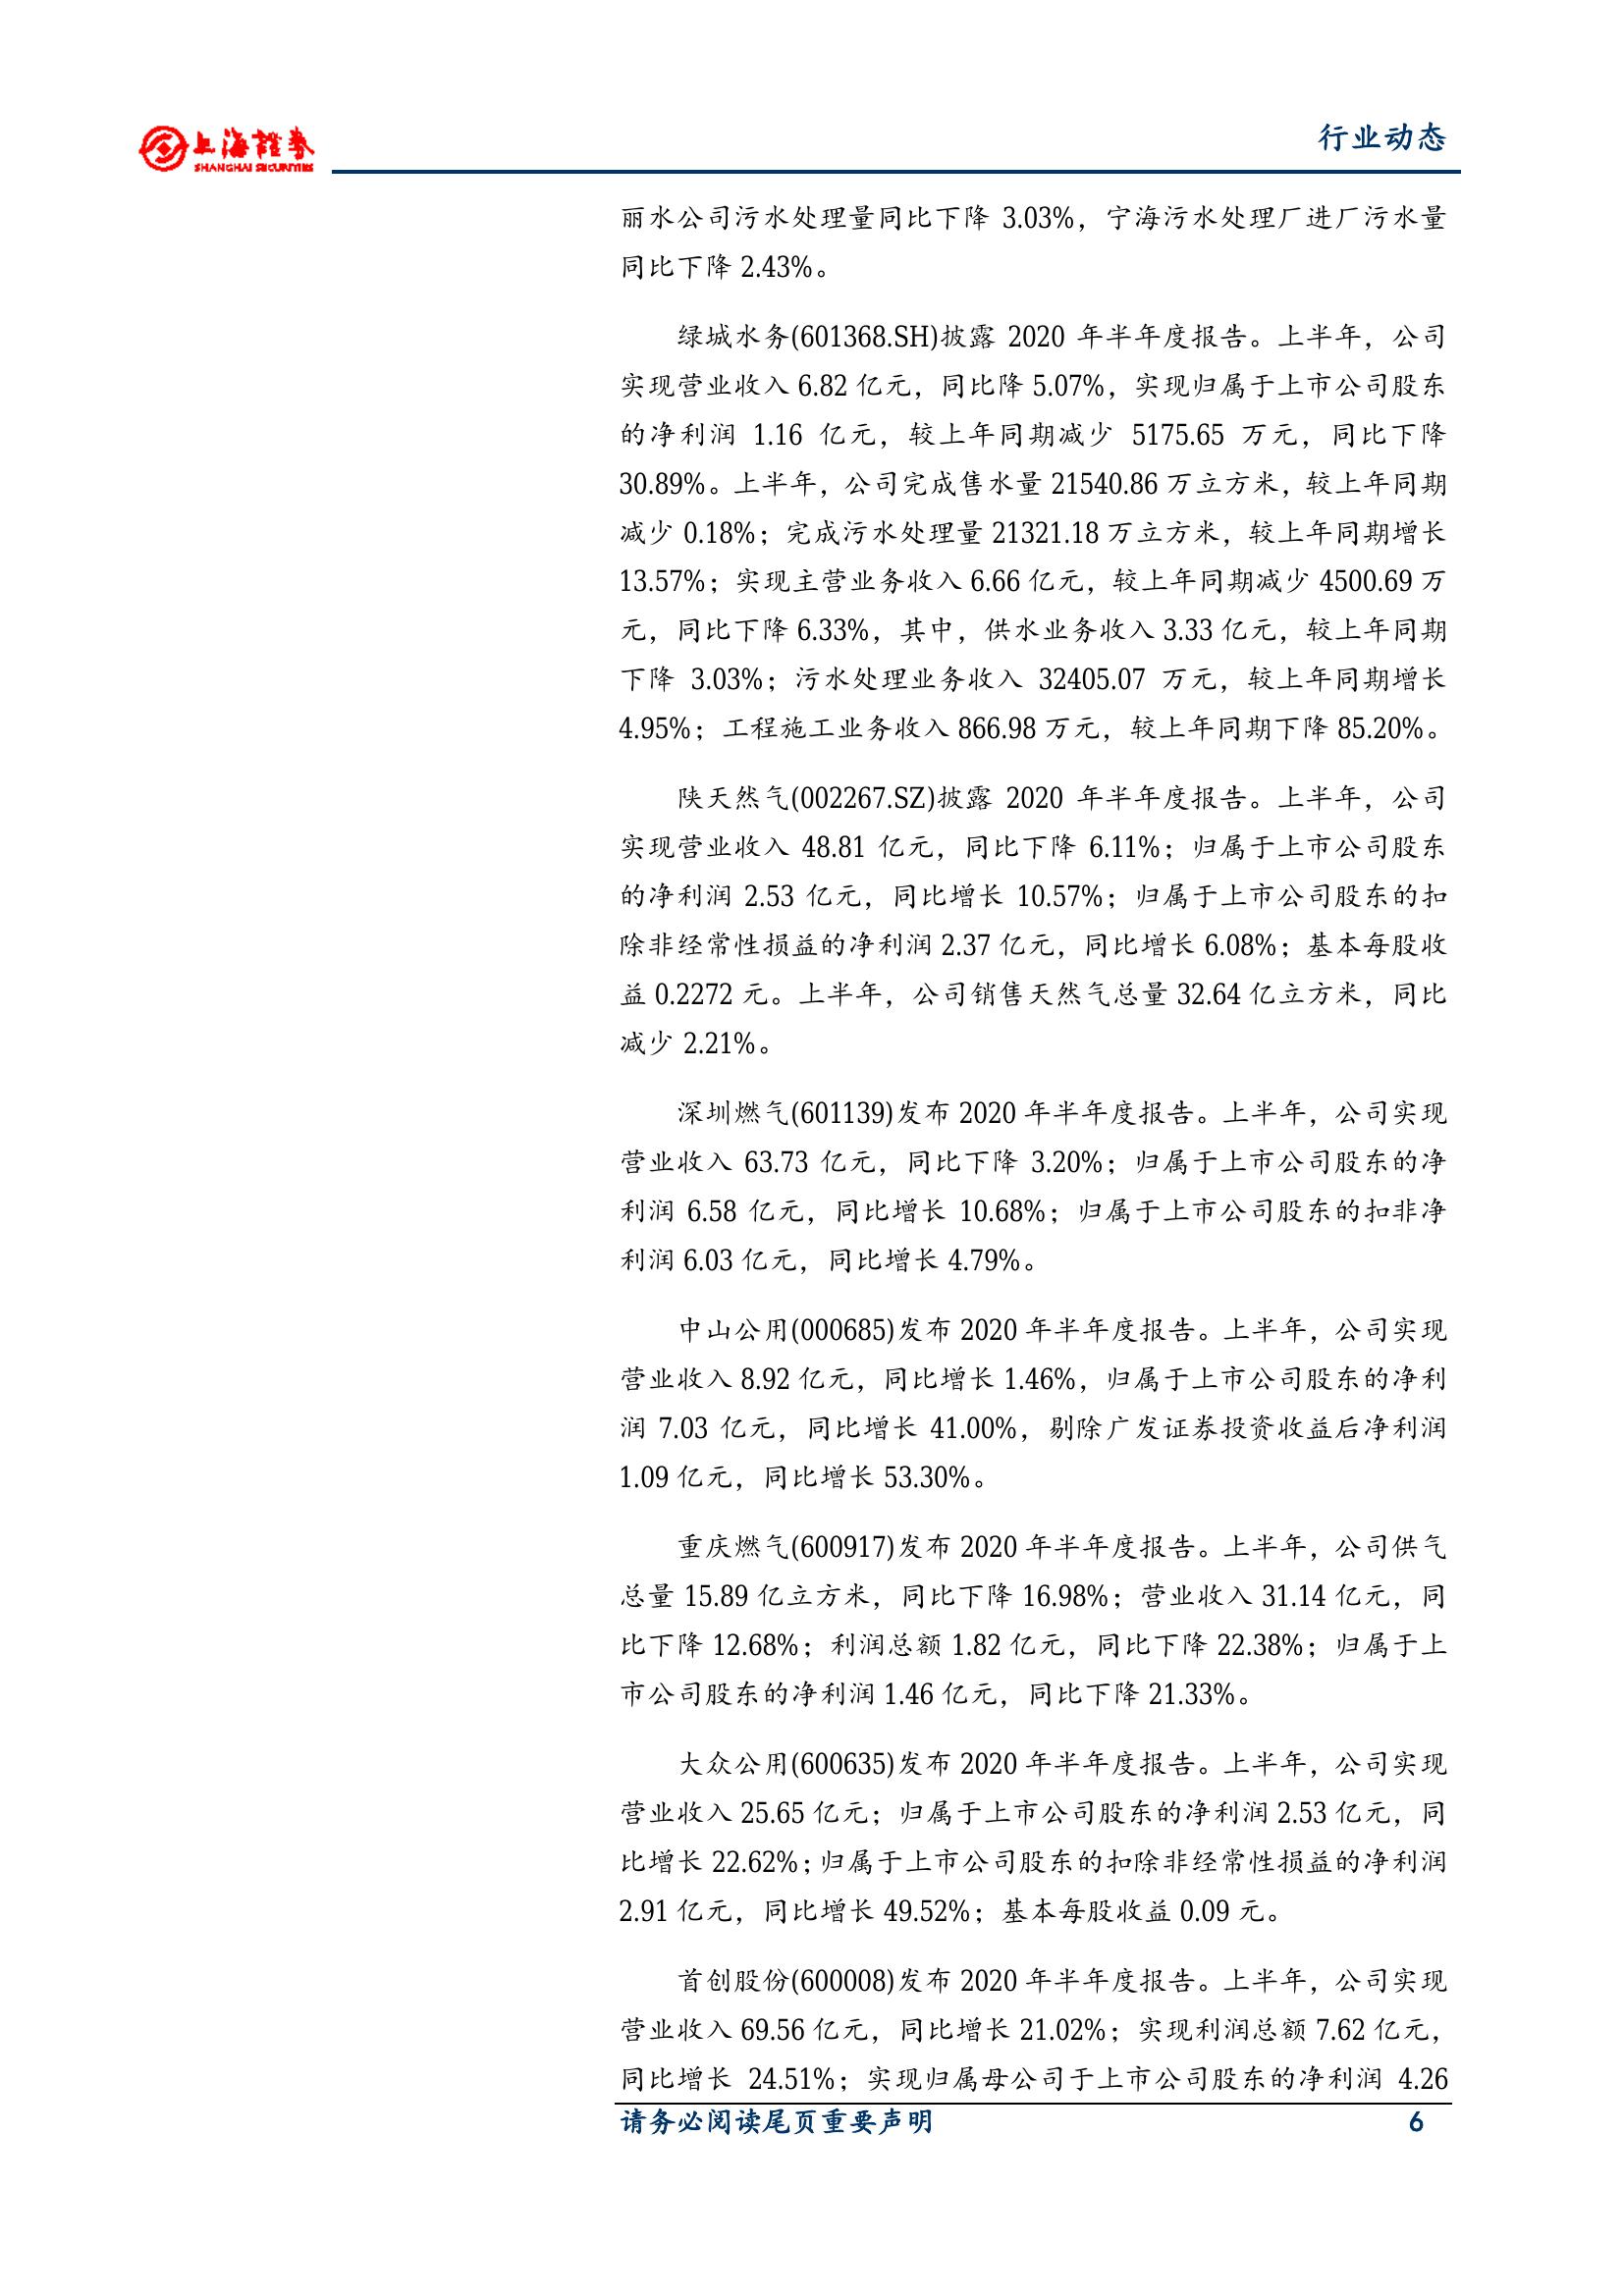 上海證券
SHANGHAI SECURITIES
行业动态
丽水公司污水处理量同比下降 3.03%，宁海污水处理厂进厂污水量
同比下降 2.43%。
绿城水务(601368.SH)披露 2020 年半年度报告。上半年，公司
实现营业收入 6.82 亿元，同比降 5.07%，实现归属于上市公司股东
的净利润 1.16 亿元，较上年同期减少 5175.65 万元，同比下降
30.89%。上半年，公司完成售水量 21540.86 万立方米，较上年同期
减少 0.18%；完成污水处理量 21321.18 万立方米，较上年同期增长
13.57%；实现主营业务收入 6.66 亿元，较上年同期减少 4500.69 万
元，同比下降 6.33%，其中，供水业务收入 3.33 亿元，较上年同期
下降 3.03%；污水处理业务收入 32405.07 万元，较上年同期增长
4.95%；工程施工业务收入 866.98 万元，较上年同期下降 85.20%。
陕天然气(002267.SZ)披露 2020 年半年度报告。上半年，公司
实现营业收入 48.81 亿元，同比下降 6.11%；归属于上市公司股东
的净利润 2.53 亿元，同比增长 10.57%；归属于上市公司股东的扣
除非经常性损益的净利润 2.37 亿元，同比增长 6.08%；基本每股收
益 0.2272 元。上半年，公司销售天然气总量 32.64 亿立方米，同比
减少 2.21%。
深圳燃气(601139)发布 2020 年半年度报告。上半年，公司实现
营业收入 63.73 亿元，同比下降 3.20%；归属于上市公司股东的净
利润 6.58 亿元，同比增长 10.68%；归属于上市公司股东的扣非净
利润 6.03 亿元，同比增长 4.79%。
中山公用(000685)发布 2020 年半年度报告。上半年，公司实现
营业收入 8.92 亿元，同比增长 1.46%，归属于上市公司股东的净利
润 7.03 亿元，同比增长 41.00%，剔除广发证券投资收益后净利润
1.09 亿元，同比增长 53.30%。
重庆燃气(600917)发布 2020 年半年度报告。上半年，公司供气
总量 15.89 亿立方米，同比下降 16.98%；营业收入 31.14 亿元，同
比下降 12.68%；利润总额 1.82 亿元，同比下降 22.38%；归属于上
市公司股东的净利润 1.46 亿元，同比下降 21.33%。
大众公用(600635)发布 2020 年半年度报告。上半年，公司实现
营业收入 25.65 亿元；归属于上市公司股东的净利润 2.53 亿元，同
比增长 22.62%；归属于上市公司股东的扣除非经常性损益的净利润
2.91 亿元，同比增长 49.52%；基本每股收益 0.09 元。
首创股份(600008)发布 2020 年半年度报告。上半年，公司实现
营业收入 69.56 亿元，同比增长 21.02%；实现利润总额 7.62 亿元，
同比增长 24.51%；实现归属母公司于上市公司股东的净利润 4.26
请务必阅读尾页重要声明 6